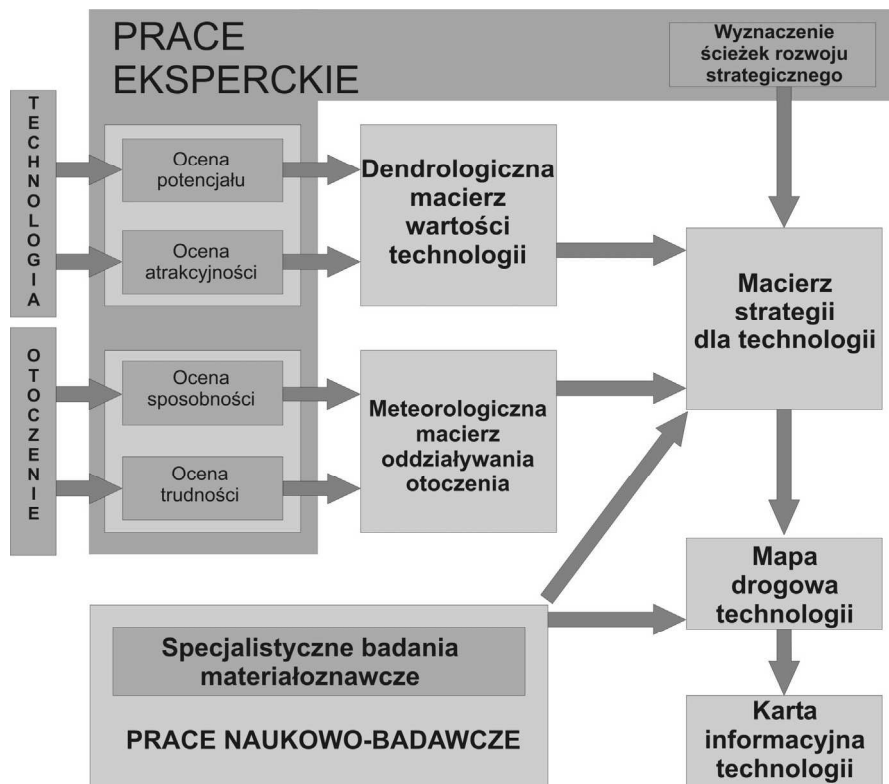 PRACE
EKSPERCKIE
Wyznaczenie
ścieżek rozwoju
strategicznego
TECHNOLOGIA
Ocena
potencjału
Ocena
atrakcyjności
Dendrologiczna
macierz
wartości
technologii
Macierz
strategii
dla technologii
OTOCZENIE
Ocena
sposobności
Ocena
trudności
Meteorologiczna
macierz
oddziaływania
otoczenia
Mapa
drogowa
technologii
Specjalistyczne badania
materiałoznawcze
PRACE NAUKOWO-BADAWCZE
Karta
informacyjna
technologii